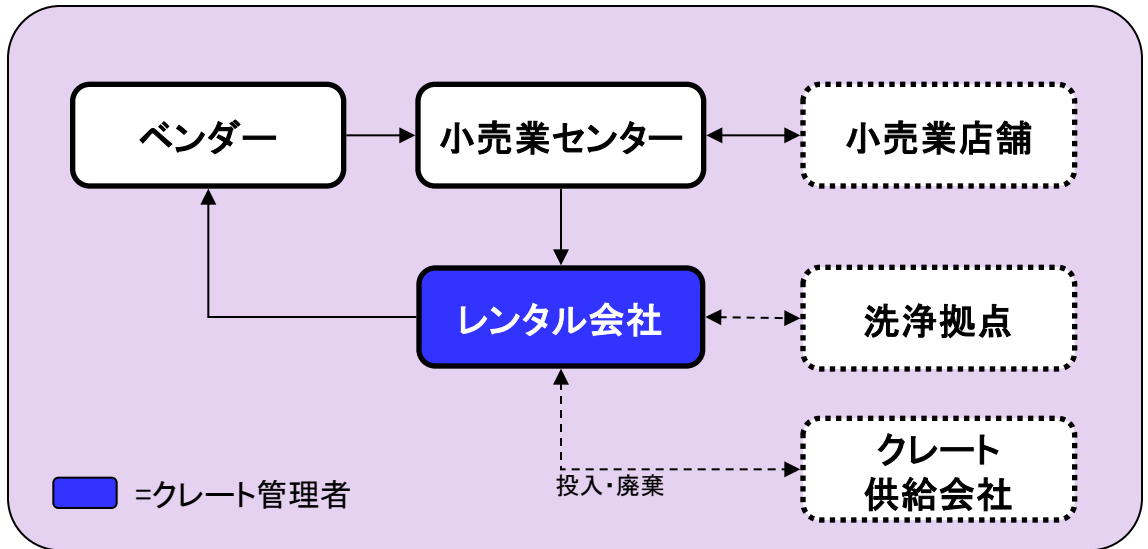 ベンダー
小売業センター
小売業店舗
レンタル会社
洗浄拠点
クレート
供給会社
投入・廃棄
=クレート管理者